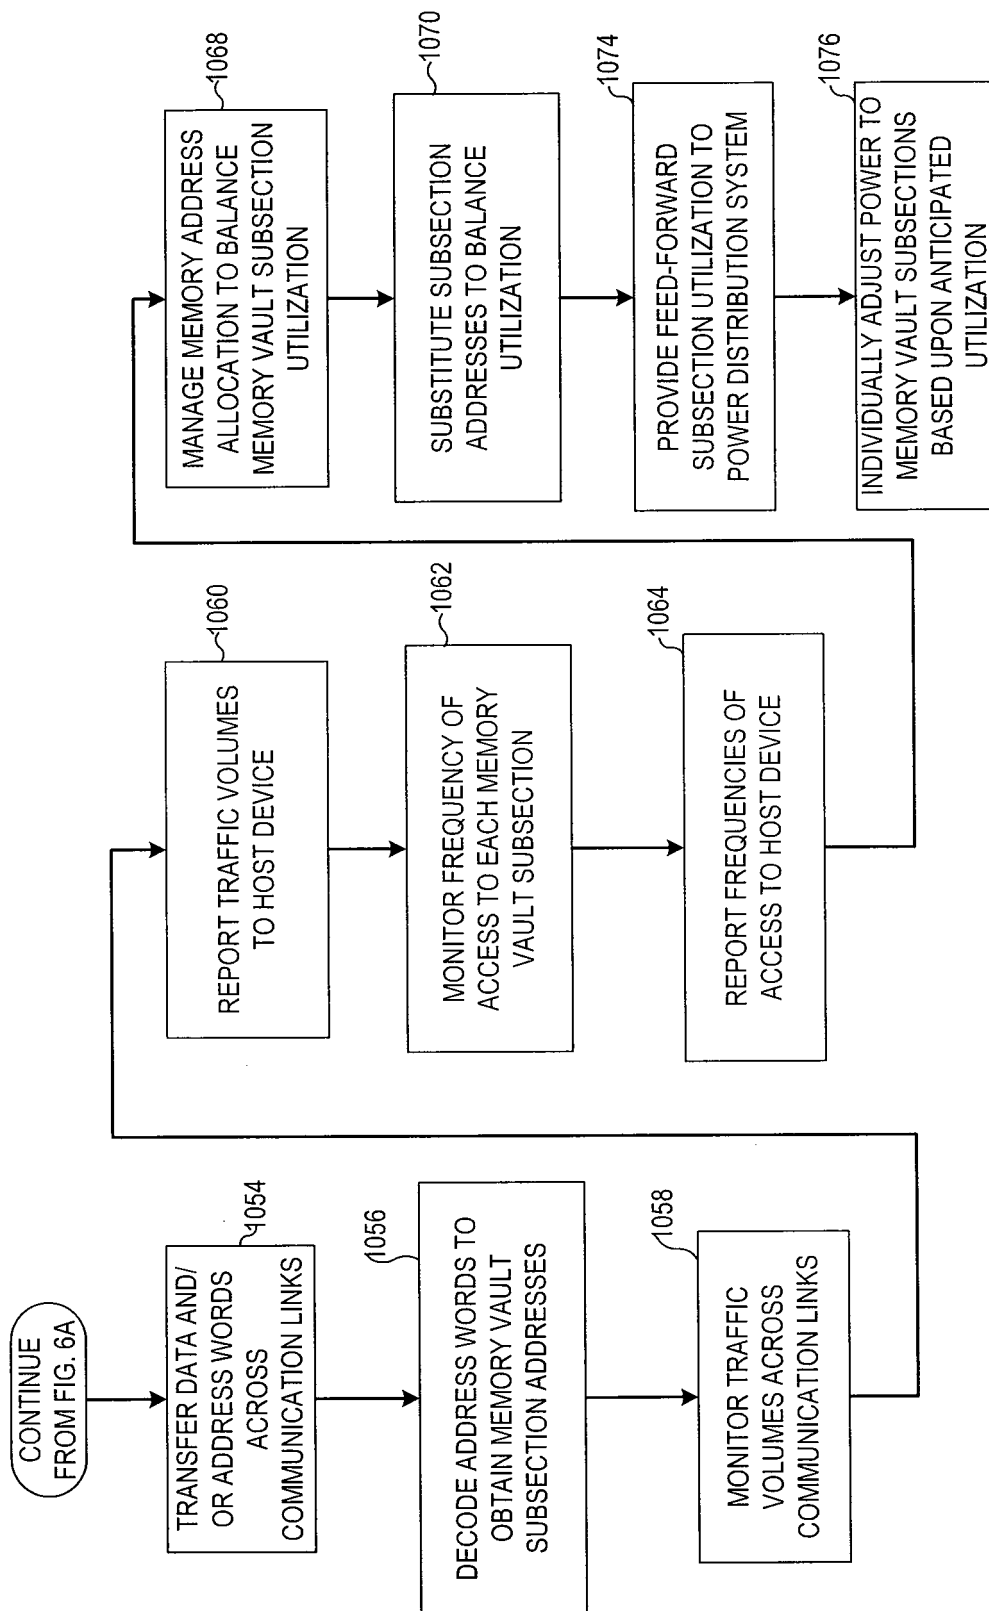 CONTINUE
FROM FIG. 6A
1054
TRANSFER DATA AND/
OR ADDRESS WORDS
ACROSS
COMMUNICATION LINKS
1056
DECODE ADDRESS WORDS TO
OBTAIN MEMORY VAULT
SUBSECTION ADDRESSES
1058
MONITOR TRAFFIC
VOLUMES ACROSS
COMMUNICATION LINKS
1060
REPORT TRAFFIC VOLUMES
TO HOST DEVICE
1062
MONITOR FREQUENCY OF
ACCESS TO EACH MEMORY
VAULT SUBSECTION
1064
REPORT FREQUENCIES OF
ACCESS TO HOST DEVICE
1068
MANAGE MEMORY ADDRESS
ALLOCATION TO BALANCE
MEMORY VAULT SUBSECTION
UTILIZATION
1070
SUBSTITUTE SUBSECTION
ADDRESSES TO BALANCE
UTILIZATION
1074
PROVIDE FEED-FORWARD
SUBSECTION UTILIZATION TO
POWER DISTRIBUTION SYSTEM
1076
INDIVIDUALLY ADJUST POWER TO
MEMORY VAULT SUBSECTIONS
BASED UPON ANTICIPATED
UTILIZATION